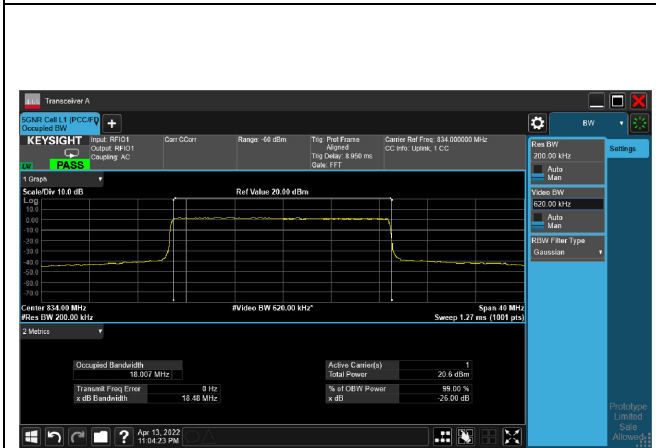 Transceiver A
5GNR Cell L1 (PCC/FD
Occupied BW
KEYSIGHT
LW
PASS
Input: RFIO1
Output: RFIO1
Coupling: AC
Corr CCorr
Range: -60 dBm
Trig: Pref.Frame
Aligned
Trig Delay: 8.950 ms
Gate: FFT
Carrier Ref Freq: 834.000000 MHz
CC Info: Uplink, 1 CC
BW
Settings
Res BW
200.00 kHz
Auto
Man
Video BW
620.00 kHz
Auto
Man
RBW Filter Type
Gaussian
1 Graph
Scale/Div 10.0 dB
Ref Value 20.00 dBm
Log
10.0
0.00
-10.0
-20.0
-30.0
-40.0
-50.0
-60.0
-70.0
Center 834.00 MHz
#Video BW 620.00 kHz*
Span 40 MHz
#Res BW 200.00 kHz
Sweep 1.27 ms (1001 pts)
2 Metrics
Occupied Bandwidth
18.007 MHz
Active Carrier(s) 1
Total Power 20.6 dBm
Transmit Freq Error 0 Hz
x dB Bandwidth 18.48 MHz
% of OBW Power 99.00 %
x dB -26.00 dB
Prototype
Limited
Sale
Allowed
Apr 13, 2022
11:04:23 PM